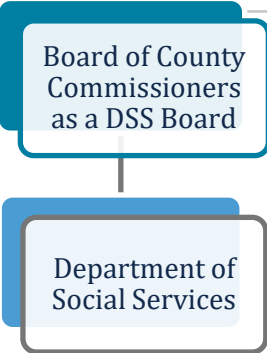 Board of County
Commissioners
as a DSS Board
Department of
Social Services